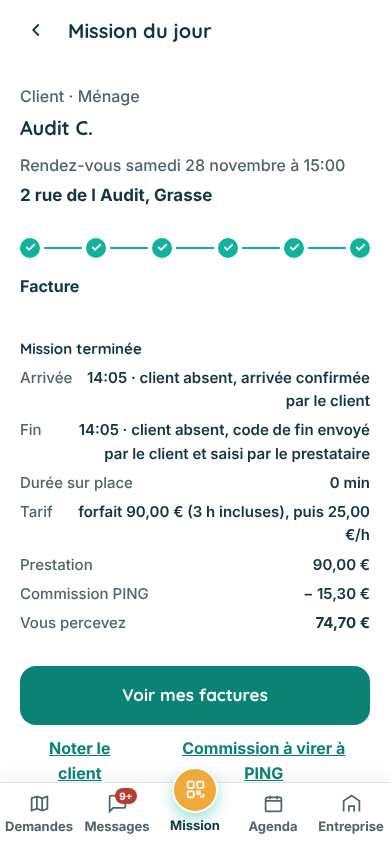 Mission du jour
Client · Ménage
Audit C.
Rendez-vous samedi 28 novembre à 15:00
2 rue de l Audit, Grasse
Facture
Mission terminée
Arrivée 14:05 · client absent, arrivée confirmée
par le client
Fin 14:05 · client absent, code de fin envoyé
par le client et saisi par le prestataire
Durée sur place 0 min
Tarif forfait 90,00 € (3 h incluses), puis 25,00
€/h
Prestation 90,00 €
Commission PING – 15,30 €
Vous percevez 74,70 €
Voir mes factures
Noter le
client
Commission à virer à
PING
9+
Demandes Messages Mission Agenda Entreprise